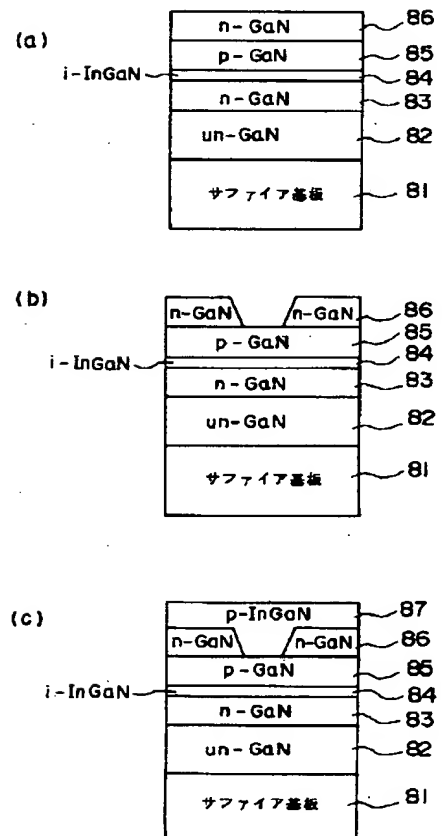 (a)
n-GaN 86
p-GaN 85
i-InGaN 84
n-GaN 83
un-GaN 82
サファイア基板 81
(b)
n-GaN n-GaN 86
p-GaN 85
i-InGaN 84
n-GaN 83
un-GaN 82
サファイア基板 81
(c)
p-InGaN 87
n-GaN n-GaN 86
p-GaN 85
i-InGaN 84
n-GaN 83
un-GaN 82
サファイア基板 81